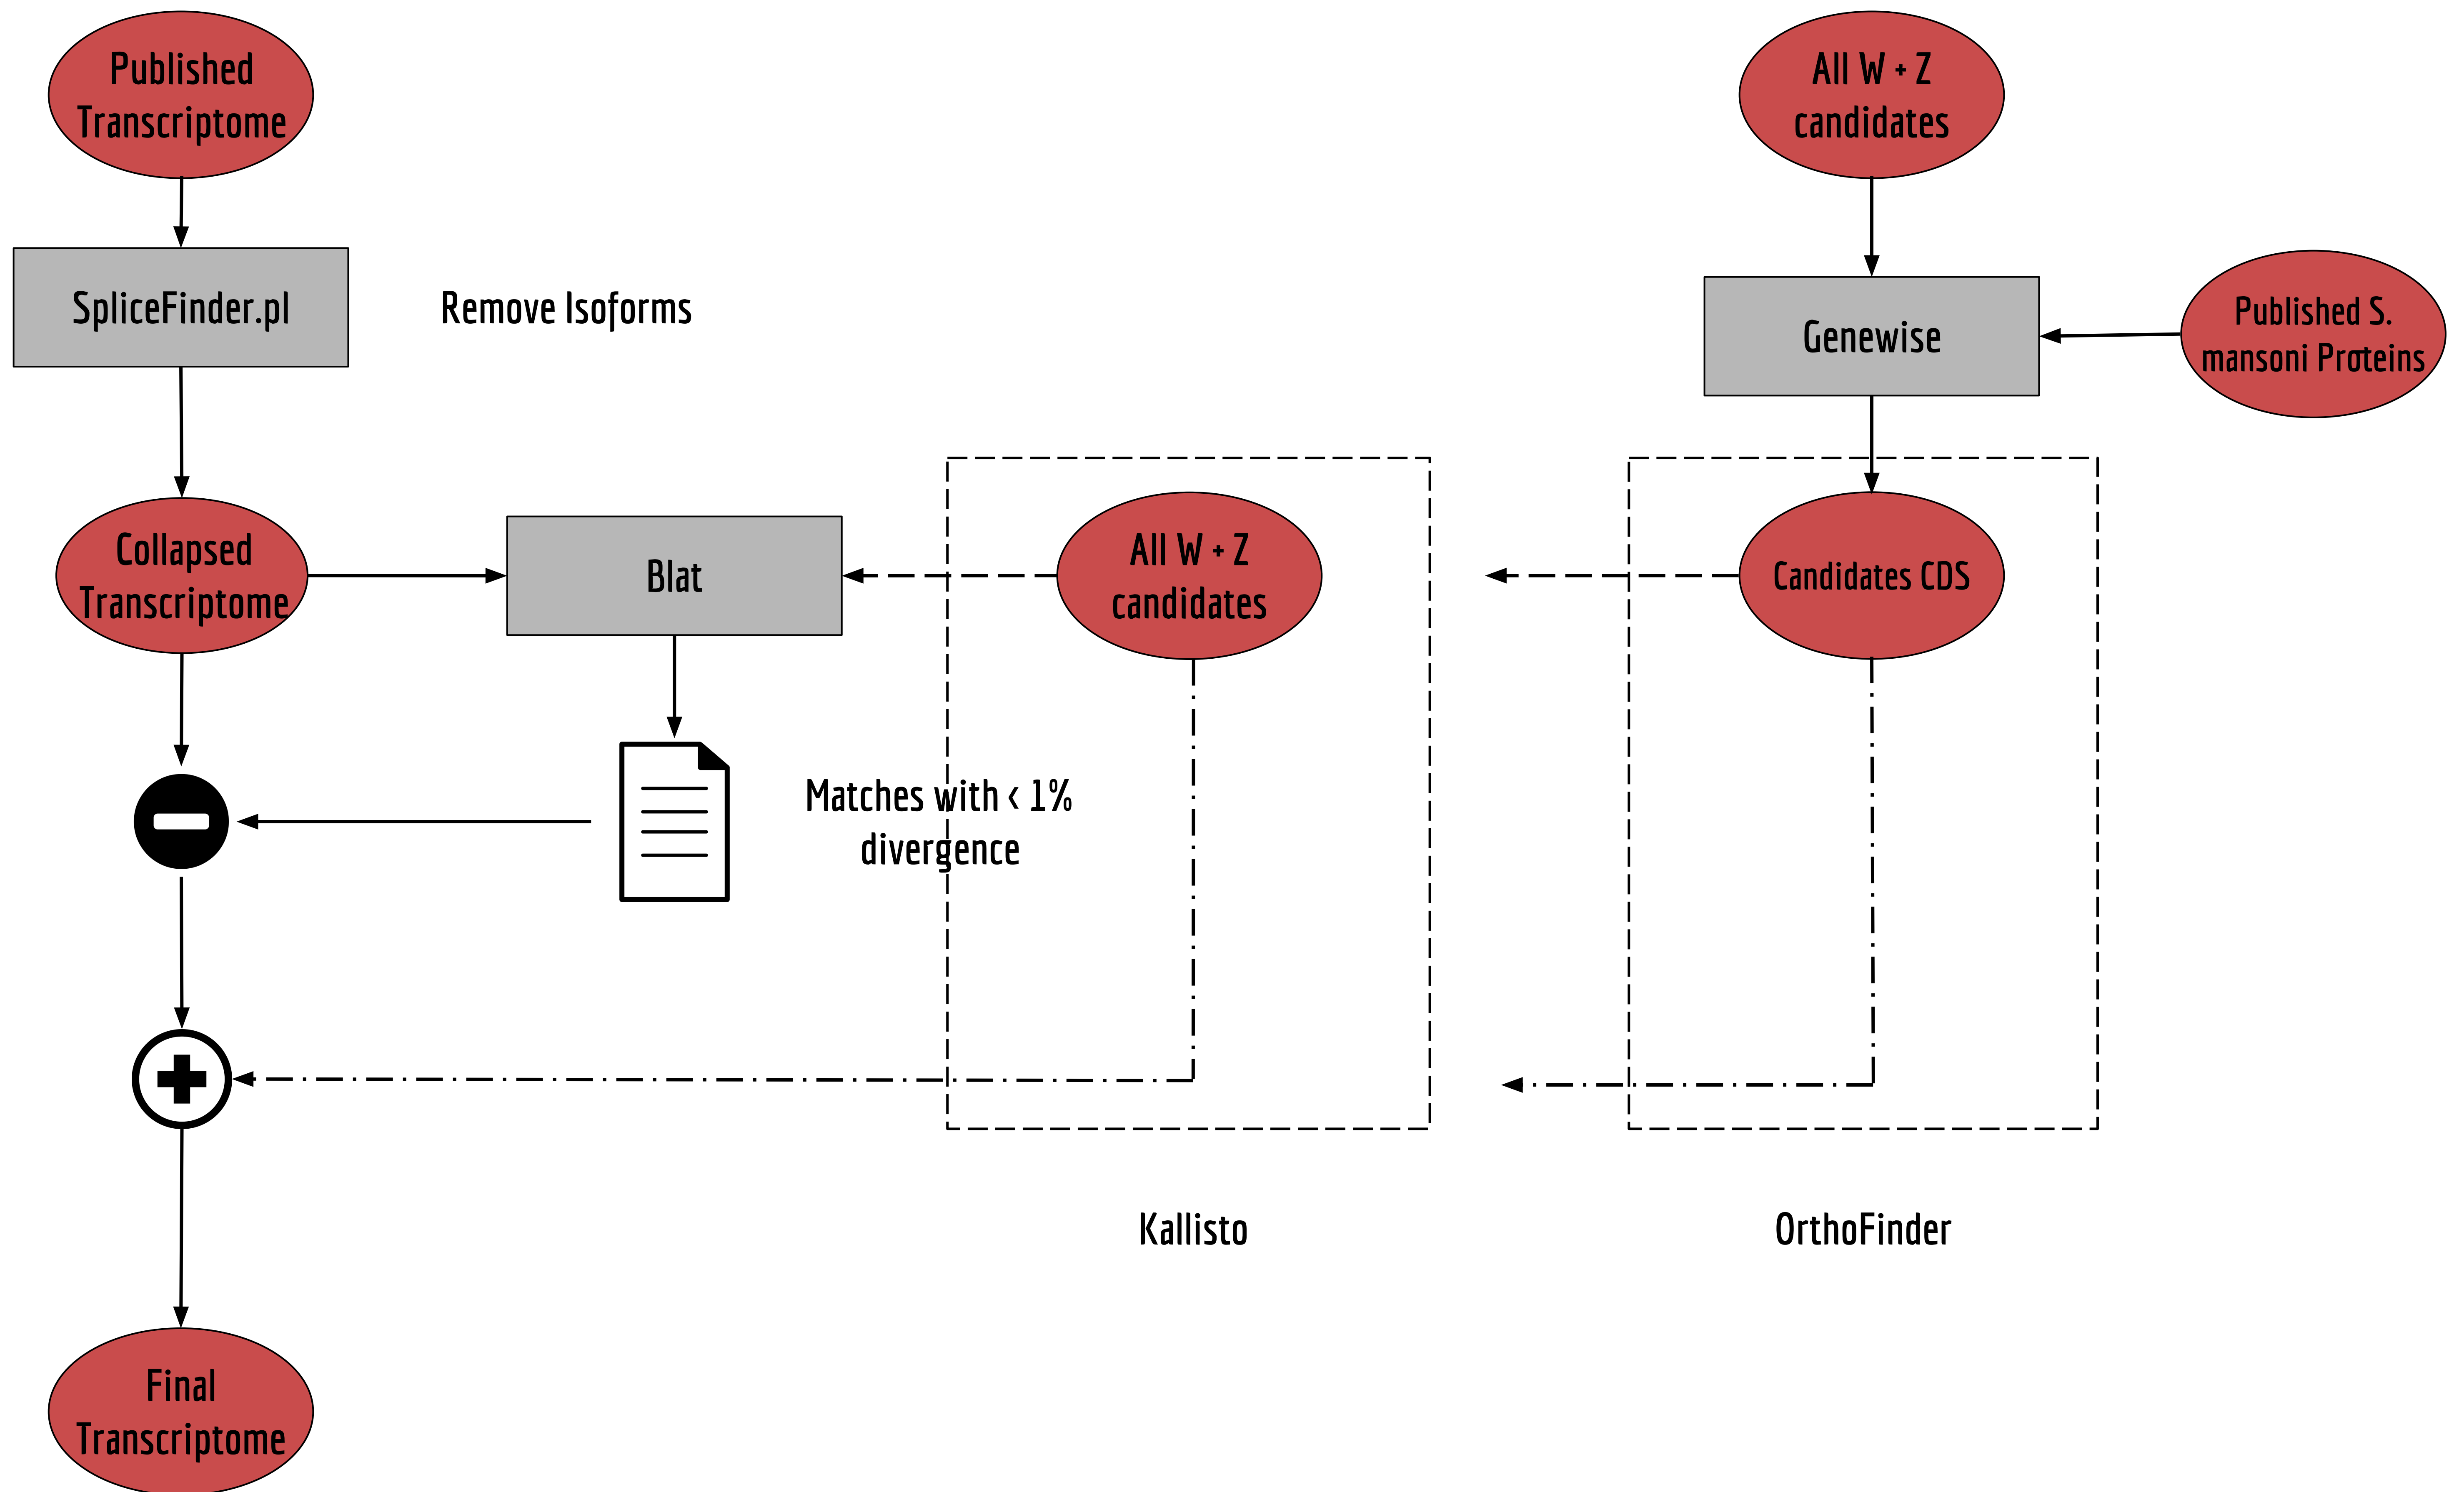 Published
Transcriptome
All W + Z
candidates
SpliceFinder.pl
Remove Isoforms
Genewise
Published S.
mansoni Proteins
Collapsed
Transcriptome
Blat
All W + Z
candidates
Candidates CDS
Matches with < 1%
divergence
Kallisto
OrthoFinder
Final
Transcriptome